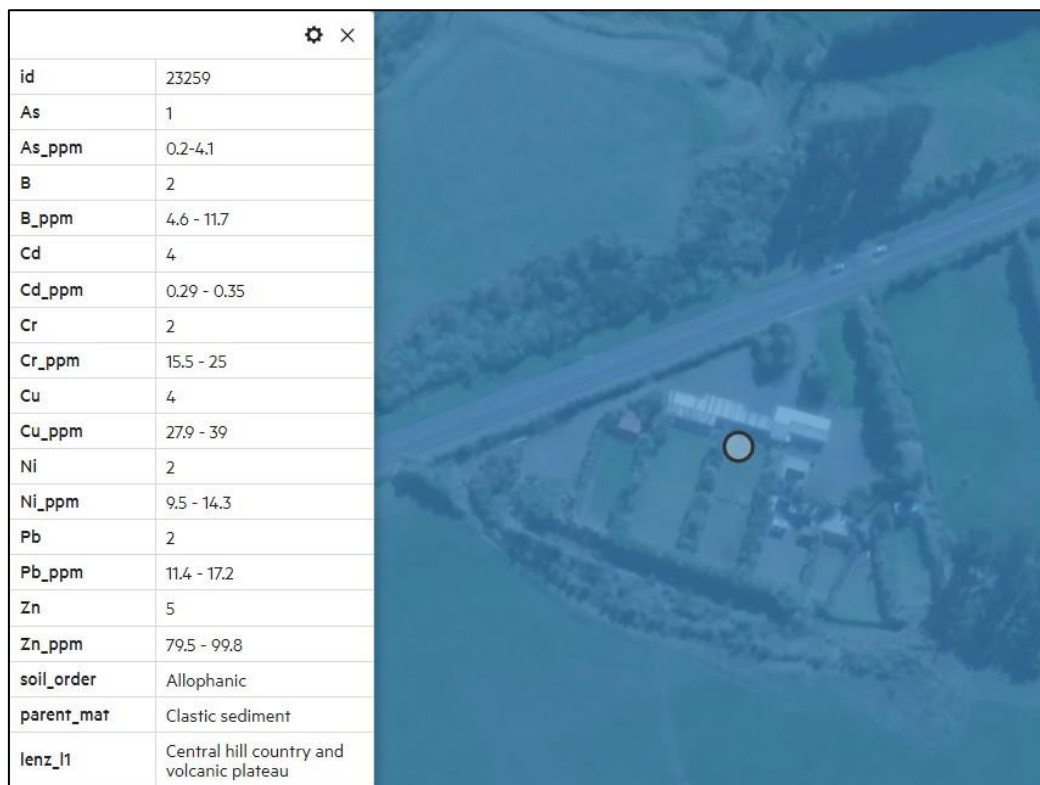 id 23259
As 1
As_ppm 0.2-4.1
B 2
B_ppm 4.6 - 11.7
Cd 4
Cd_ppm 0.29 - 0.35
Cr 2
Cr_ppm 15.5 - 25
Cu 4
Cu_ppm 27.9 - 39
Ni 2
Ni_ppm 9.5 - 14.3
Pb 2
Pb_ppm 11.4 - 17.2
Zn 5
Zn_ppm 79.5 - 99.8
soil_order Allophanic
parent_mat Clastic sediment
lenz_l1 Central hill country and
volcanic plateau